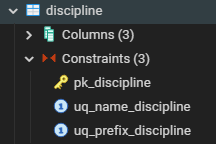 discipline
Columns (3)
Constraints (3)
pk_discipline
uq_name_discipline
uq_prefix_discipline